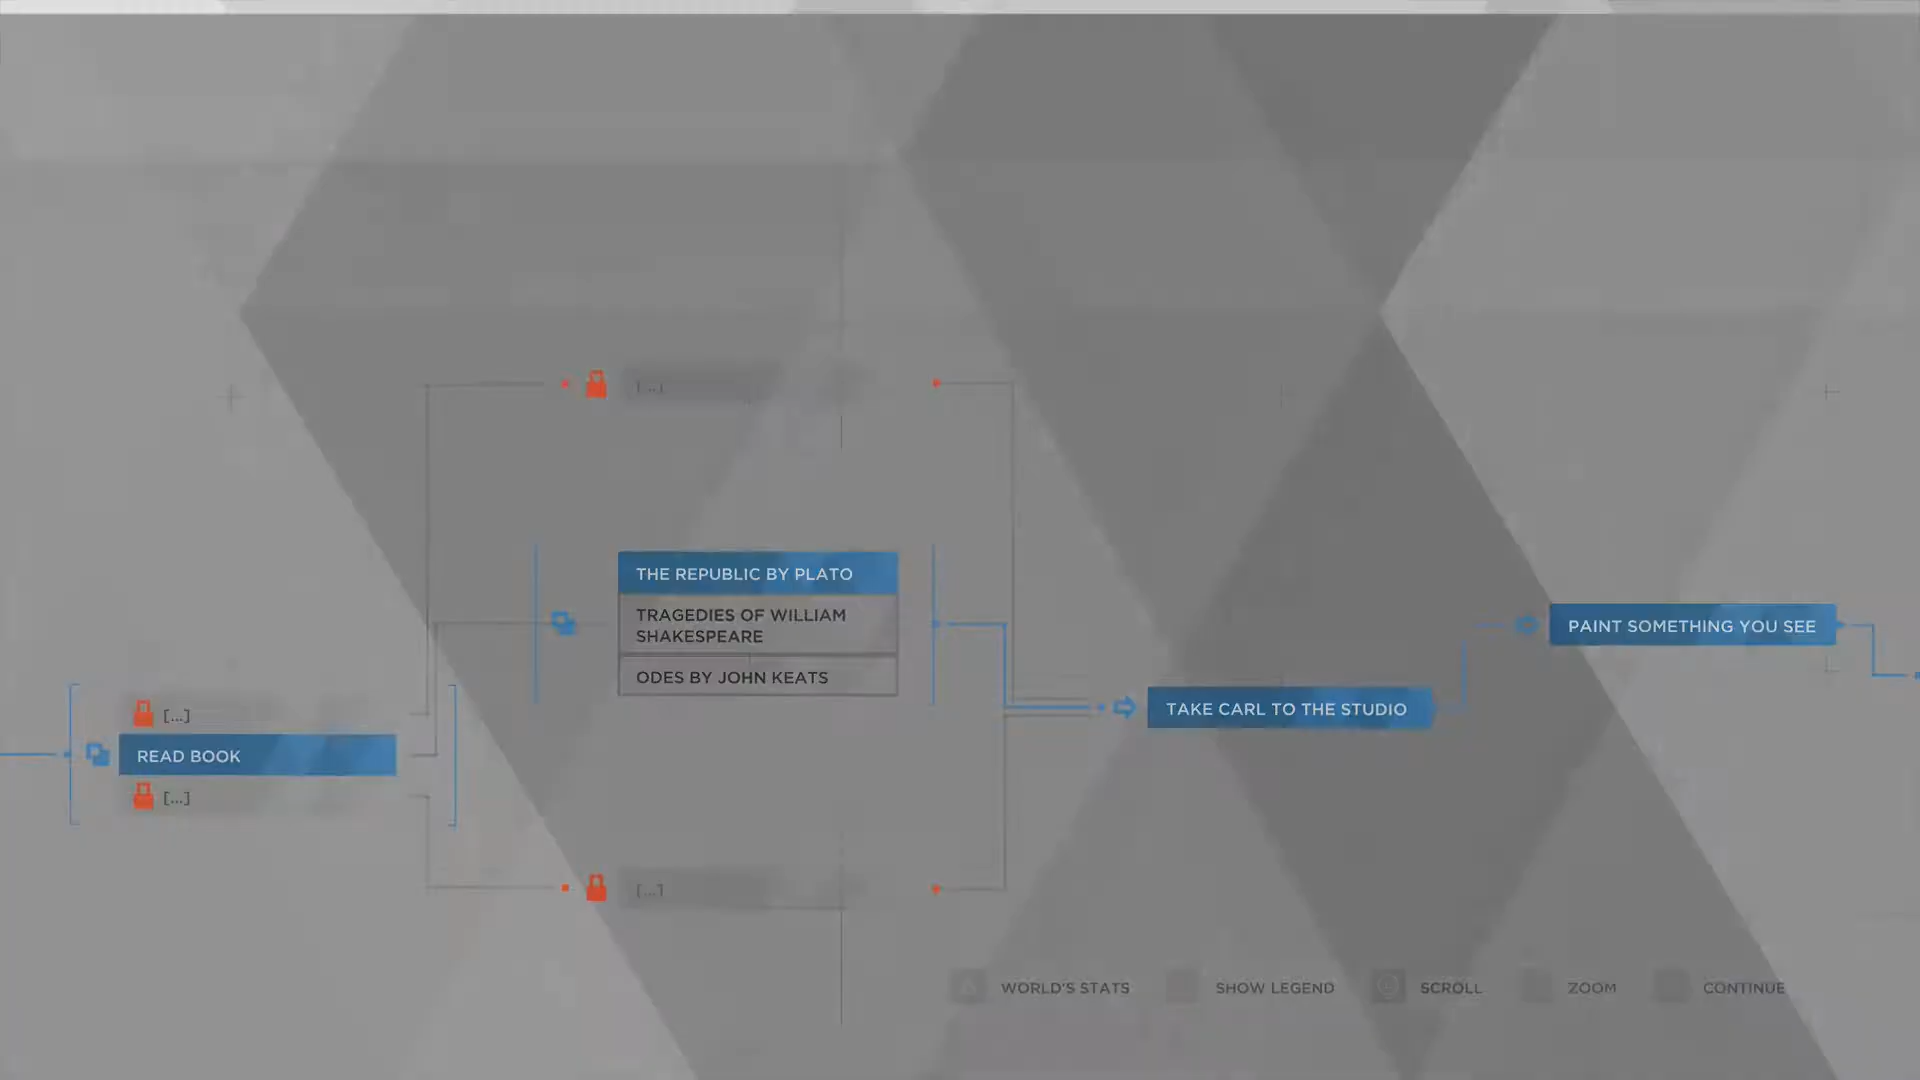 [...]
THE REPUBLIC BY PLATO
TRAGEDIES OF WILLIAM
SHAKESPEARE
ODES BY JOHN KEATS
PAINT SOMETHING YOU SEE
[...]
READ BOOK
[...]
TAKE CARL TO THE STUDIO
[...]
WORLD'S STATS SHOW LEGEND SCROLL ZOOM CONTINUE